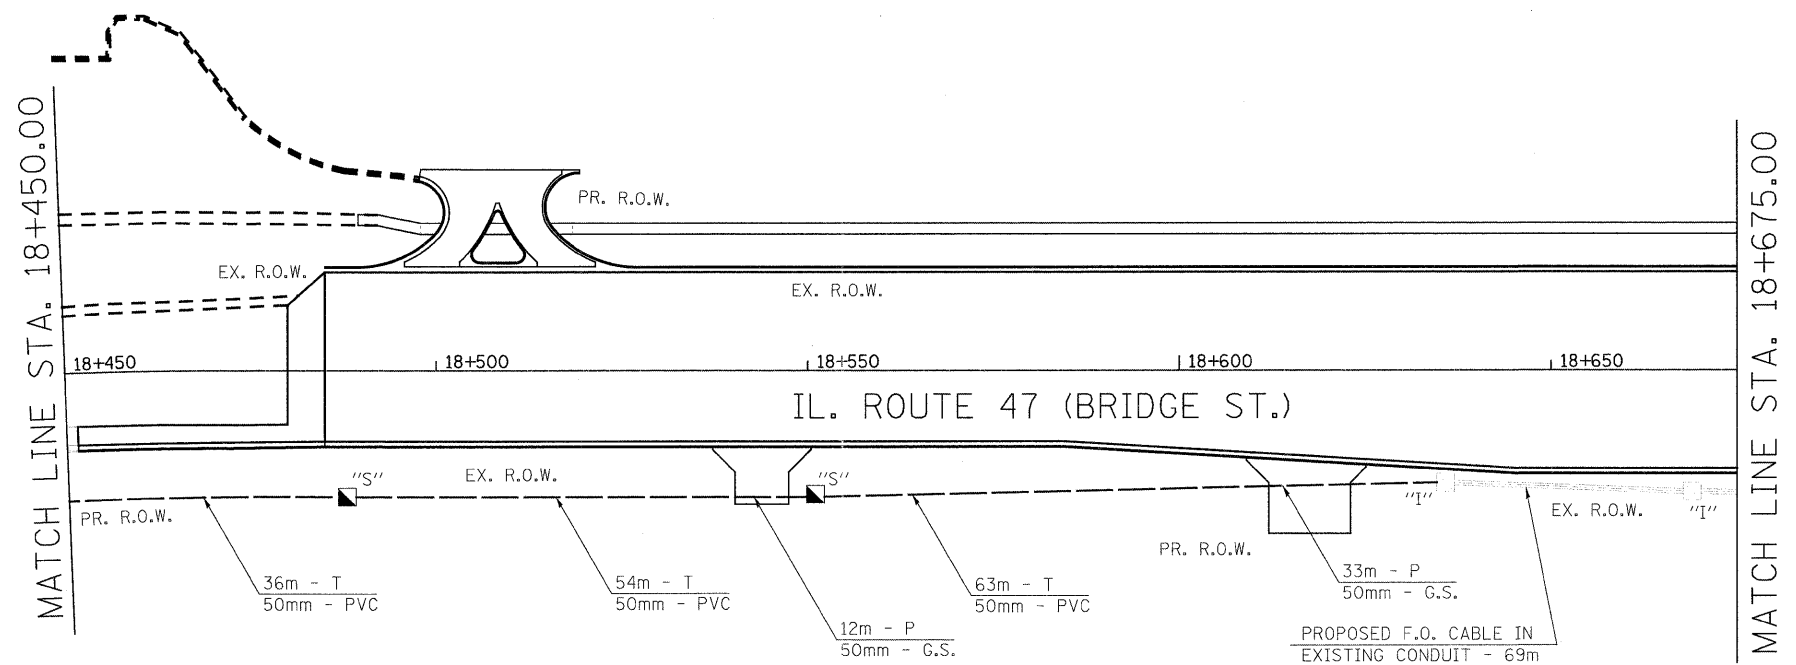 MATCH LINE STA. 18+450.00
PR. R.O.W.
EX. R.O.W.
EX. R.O.W.
18+450
18+500
18+550
18+600
18+650
IL. ROUTE 47 (BRIDGE ST.)
"S"
EX. R.O.W.
"S"
"I"
EX. R.O.W.
"I"
PR. R.O.W.
PR. R.O.W.
36m - T
50mm - PVC
54m - T
50mm - PVC
12m - P
50mm - G.S.
63m - T
50mm - PVC
33m - P
50mm - G.S.
PROPOSED F.O. CABLE IN
EXISTING CONDUIT - 69m
MATCH LINE STA. 18+675.00